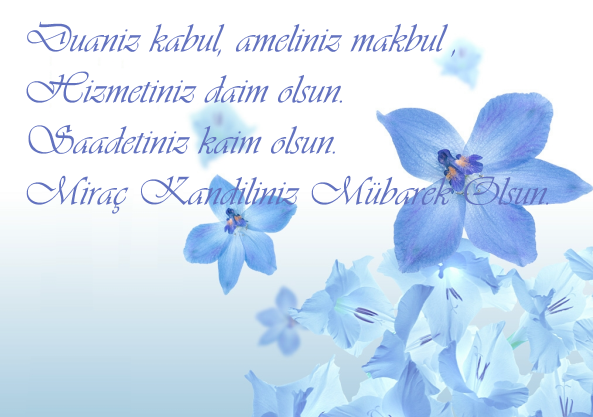 Duaniz kabul, ameliniz makbul ,
Hizmetiniz daim olsun.
Saadetiniz kaim olsun.
Miraç Kandiliniz Mübarek Olsun.